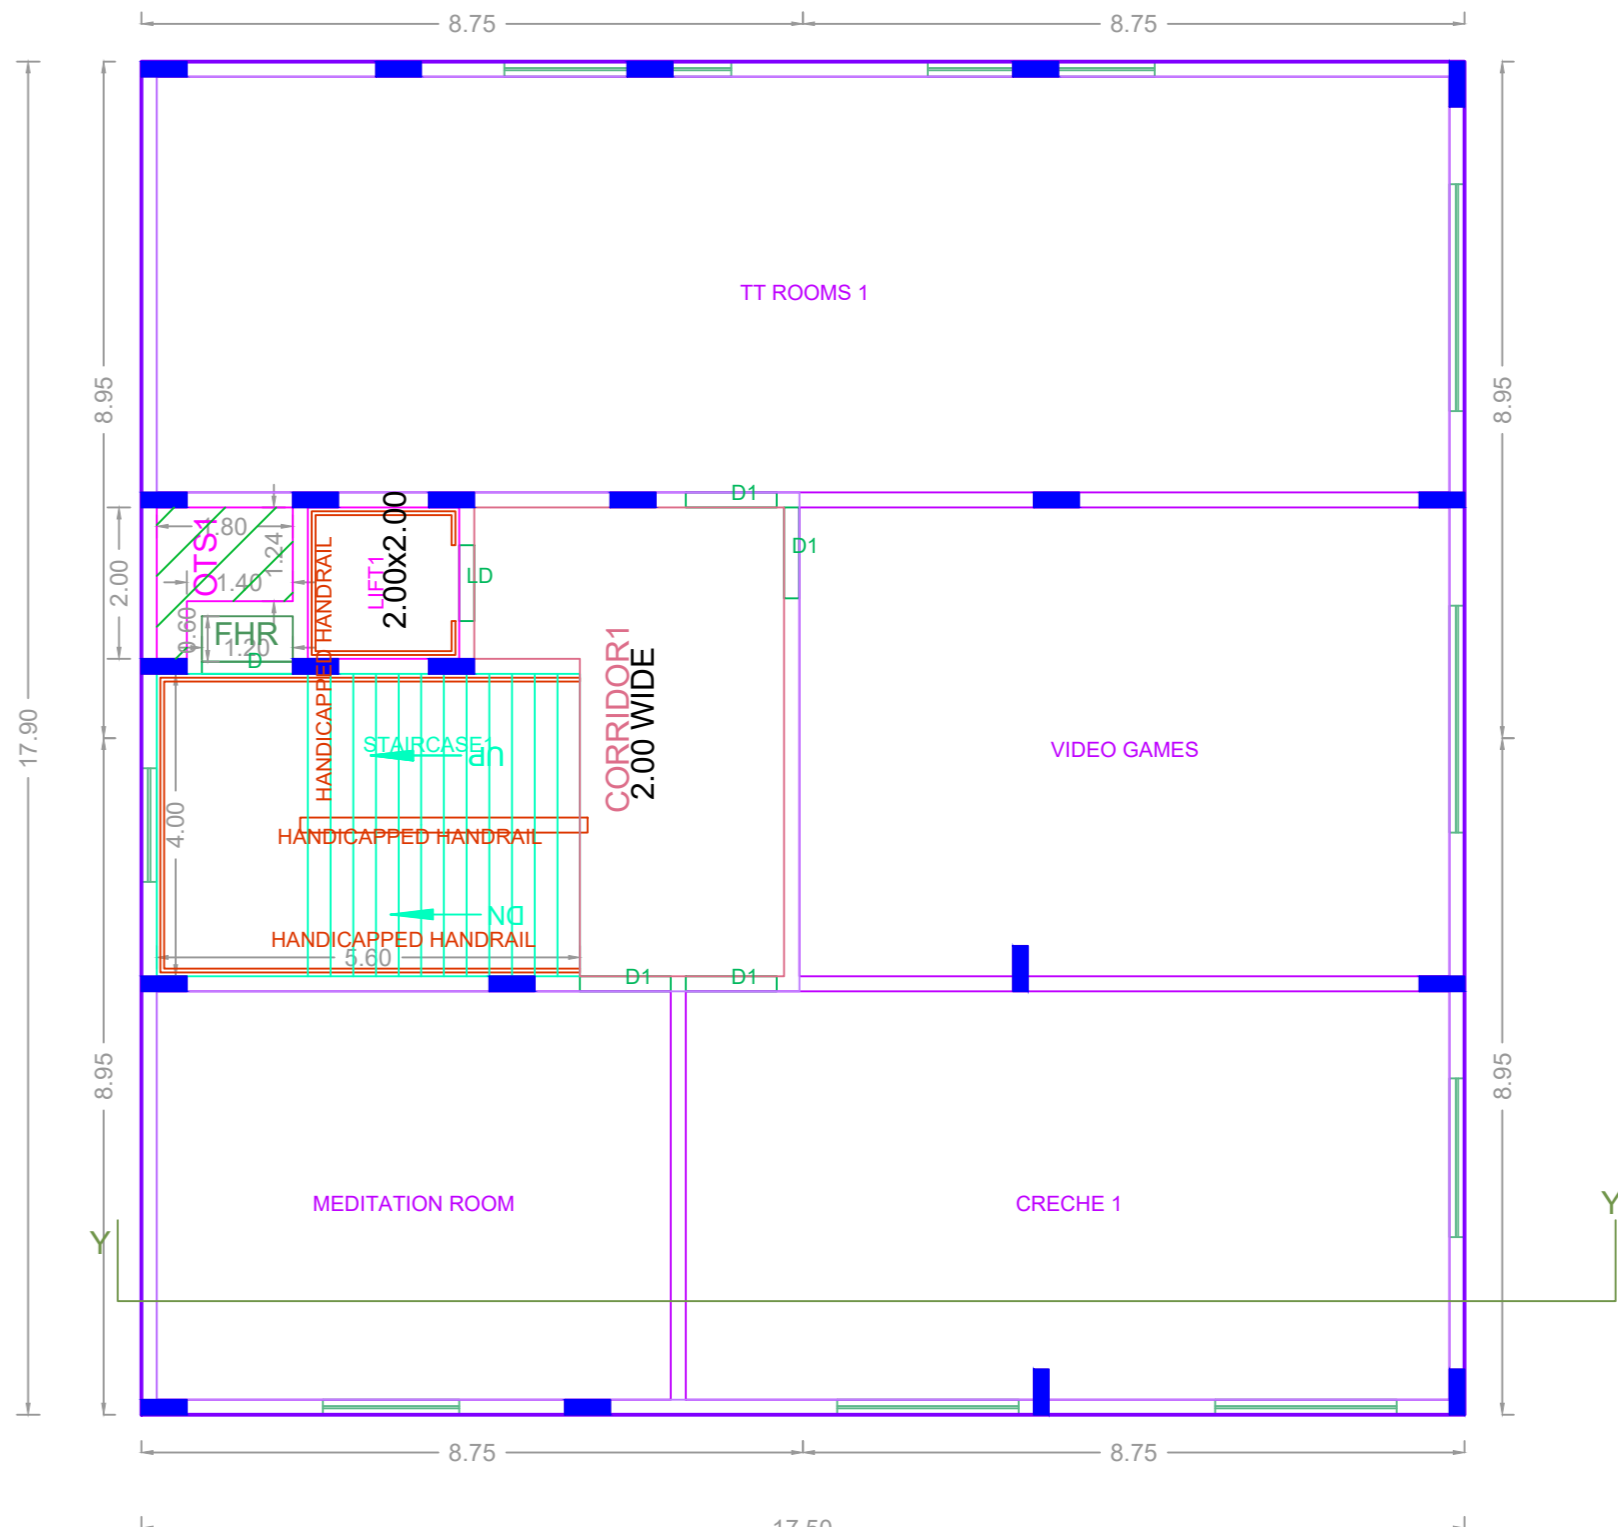 8.75
8.75
TT ROOMS 1
8.95
8.95
17.90
D1
D1
1.80
OTS1
1.24
1.40
2.00
0.60
FHR
1.20
D
LIFT1
2.00x2.00
LD
HANDICAPPED HANDRAIL
CORRIDOR1
2.00 WIDE
STAIRCASE1
UP
VIDEO GAMES
4.00
HANDICAPPED HANDRAIL
DN
HANDICAPPED HANDRAIL
5.60
D1
D1
8.95
8.95
MEDITATION ROOM
CRECHE 1
Y
Y
8.75
8.75
17.50